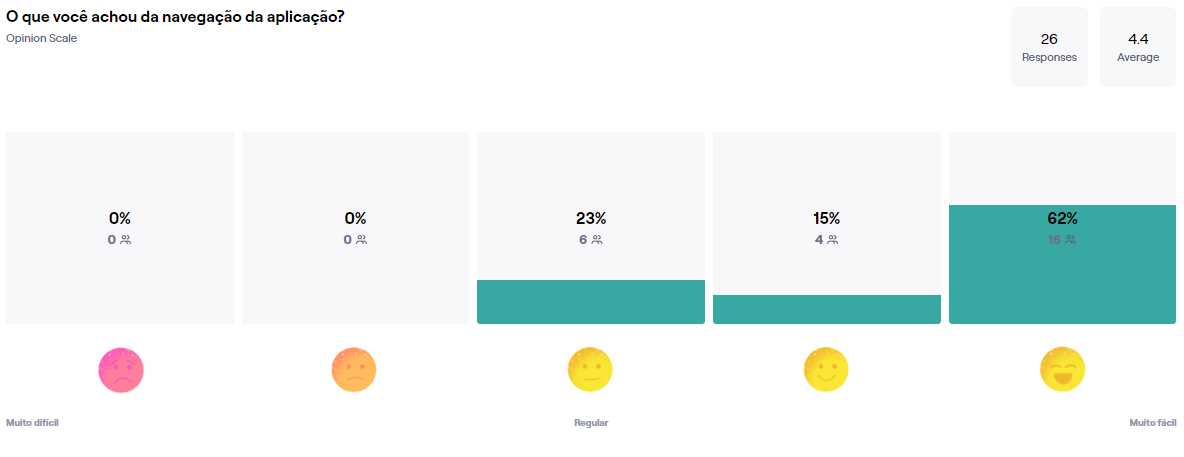 O que você achou da navegação da aplicação?
Opinion Scale
26
Responses
4.4
Average
0%
0
0%
0
23%
6
15%
4
62%
16
Muito difícil
Regular
Muito fácil